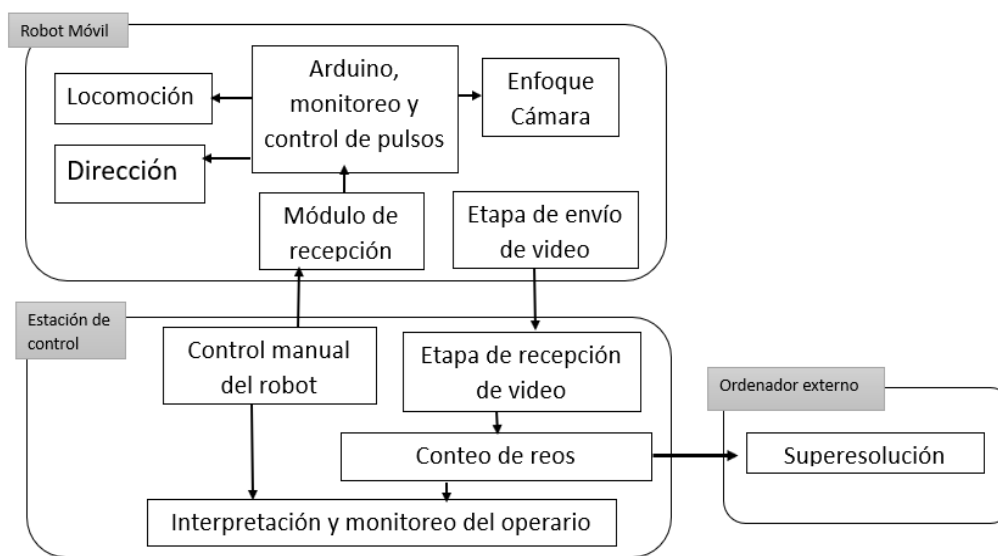 Robot Móvil
Locomoción
Dirección
Arduino,
monitoreo y
control de pulsos
Enfoque
Cámara
Módulo de
recepción
Etapa de envío
de video
Estación de
control
Control manual
del robot
Etapa de recepción
de video
Conteo de reos
Interpretación y monitoreo del operario
Ordenador externo
Superesolución